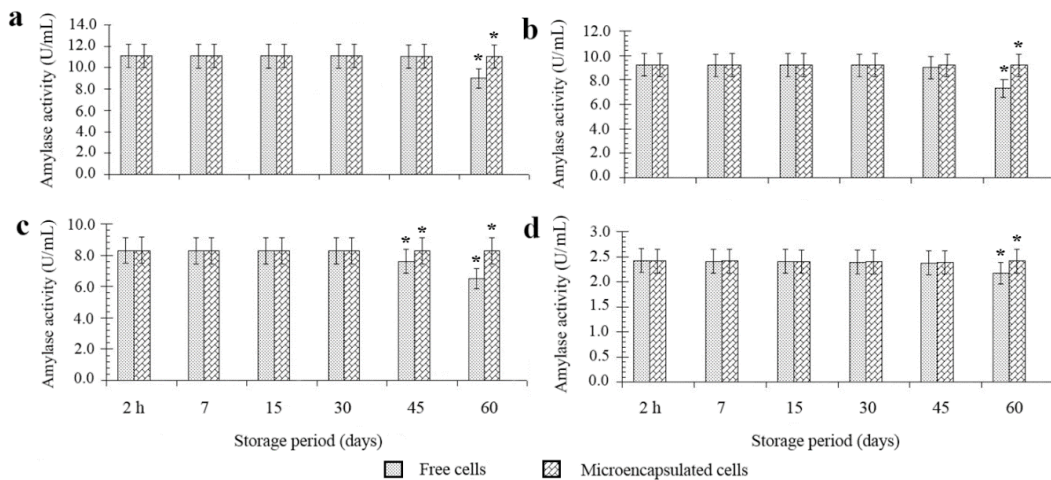 a
Amylase activity (U/mL)
14.0
12.0
10.0
8.0
6.0
4.0
2.0
0.0
* *
b
Amylase activity (U/mL)
12.0
10.0
8.0
6.0
4.0
2.0
0.0
* *
c
Amylase activity (U/mL)
10.0
8.0
6.0
4.0
2.0
0.0
* * * *
2 h 7 15 30 45 60
Storage period (days)
d
Amylase activity (U/mL)
3.0
2.5
2.0
1.5
1.0
0.5
0.0
* *
2 h 7 15 30 45 60
Storage period (days)
Free cells Microencapsulated cells